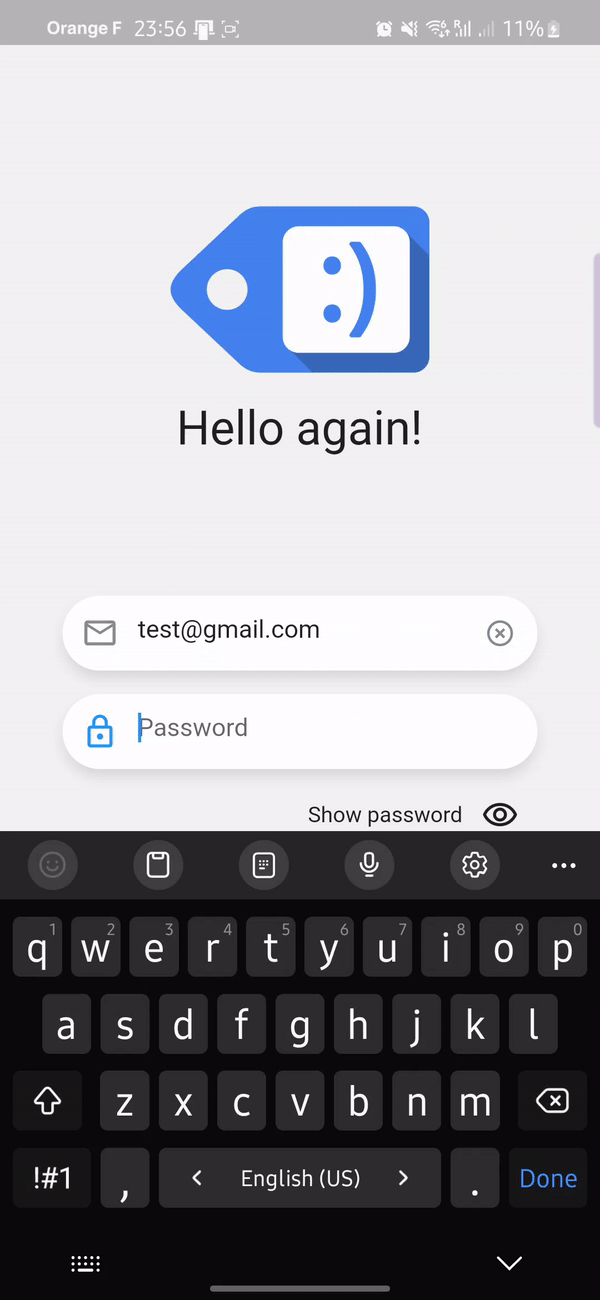 Orange F 23:56 R 11%
:)
Hello again!
test@gmail.com
Password
Show password
1 2 3 4 5 6 7 8 9 0
q w e r t y u i o p
a s d f g h j k l
z x c v b n m
!#1 , < English (US) > . Done